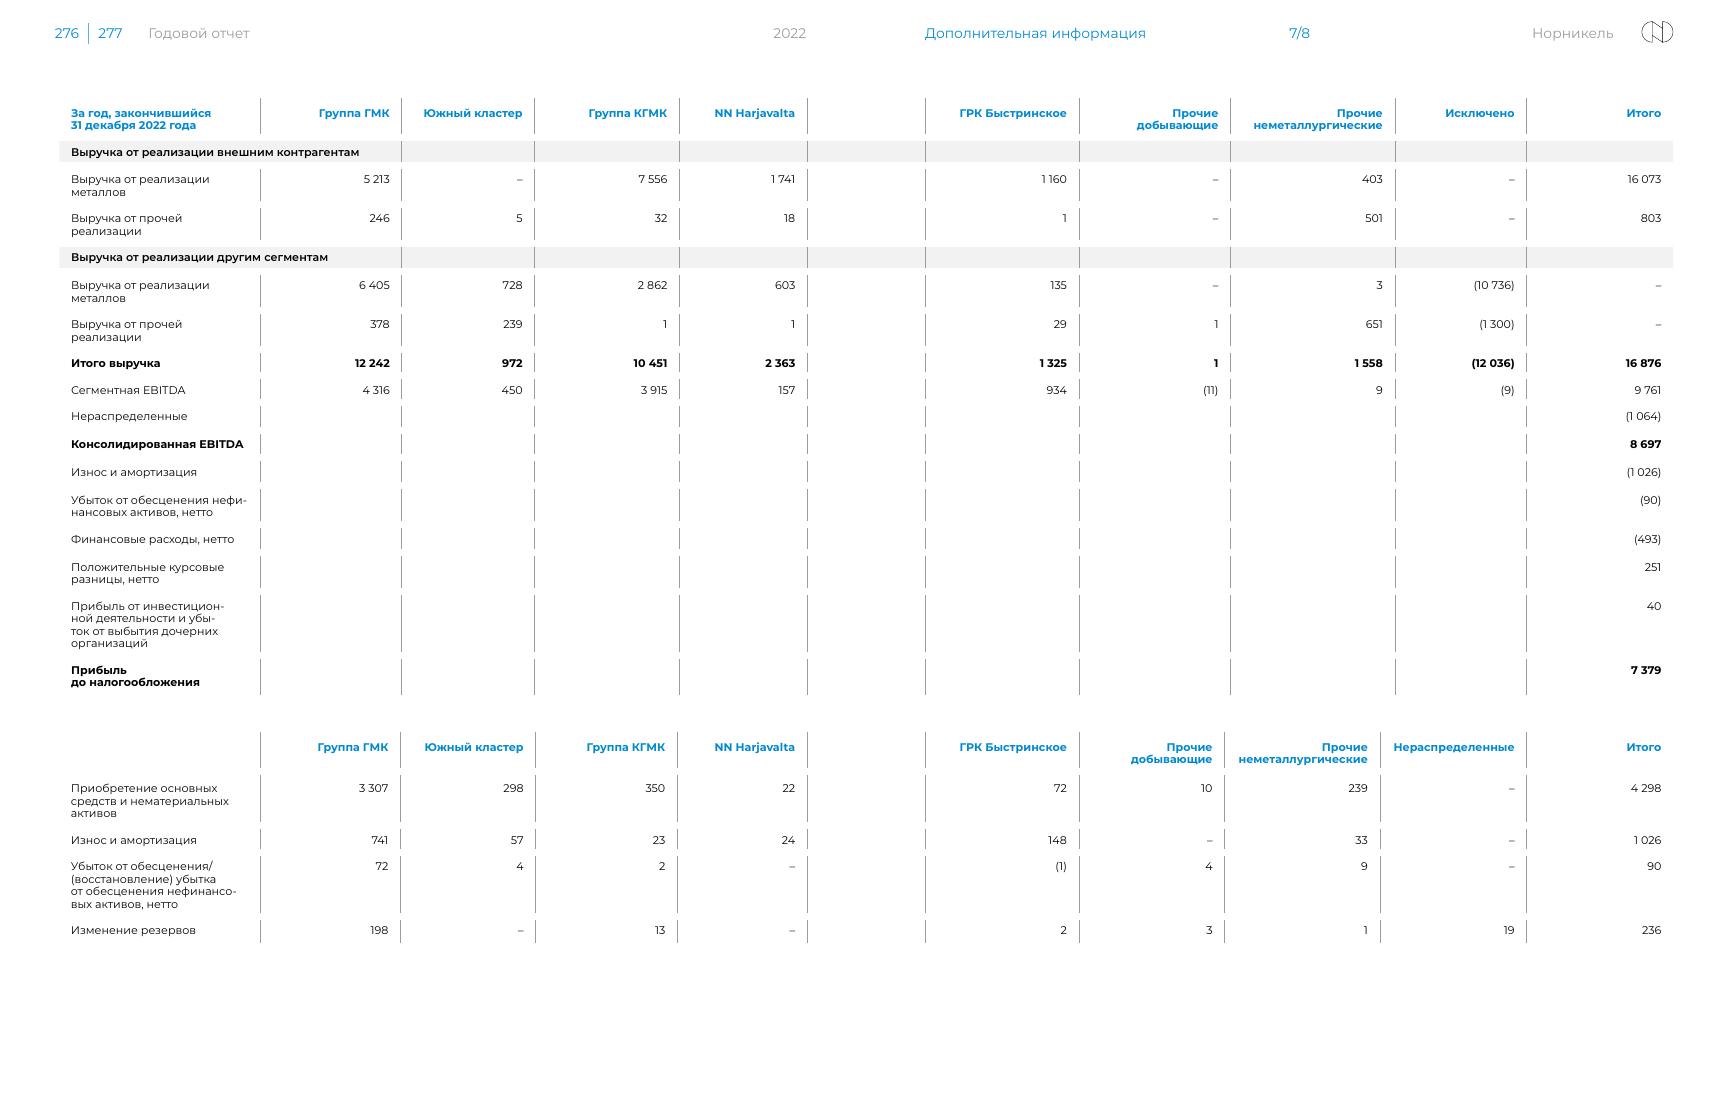 276 277 Годовой отчет 2022 Дополнительная информация 7/8 Норникель
За год, закончившийся
31 декабря 2022 года Группа ГМК Южный кластер Группа КГМК NN Harjavalta ГРК Быстринское Прочие
добывающие Прочие
неметаллургические Исключено Итого
Выручка от реализации внешним контрагентам
Выручка от реализации
металлов 5 213 – 7 556 1 741 1 160 – 403 – 16 073
Выручка от прочей
реализации 246 5 32 18 1 – 501 – 803
Выручка от реализации другим сегментам
Выручка от реализации
металлов 6 405 728 2 862 603 135 – 3 (10 736) –
Выручка от прочей
реализации 378 239 1 1 29 1 651 (1 300) –
Итого выручка 12 242 972 10 451 2 363 1 325 1 1 558 (12 036) 16 876
Сегментная EBITDA 4 316 450 3 915 157 934 (11) 9 (9) 9 761
Нераспределенные (1 064)
Консолидированная EBITDA 8 697
Износ и амортизация (1 026)
Убыток от обесценения нефи-
нансовых активов, нетто (90)
Финансовые расходы, нетто (493)
Положительные курсовые
разницы, нетто 251
Прибыль от инвестицион-
ной деятельности и убы-
ток от выбытия дочерних
организаций 40
Прибыль
до налогообложения 7 379
Группа ГМК Южный кластер Группа КГМК NN Harjavalta ГРК Быстринское Прочие
добывающие Прочие
неметаллургические Нераспределенные Итого
Приобретение основных
средств и нематериальных
активов 3 307 298 350 22 72 10 239 – 4 298
Износ и амортизация 741 57 23 24 148 – 33 – 1 026
Убыток от обесценения/
(восстановление) убытка
от обесценения нефинансо-
вых активов, нетто 72 4 2 – (1) 4 9 – 90
Изменение резервов 198 – 13 – 2 3 1 19 236